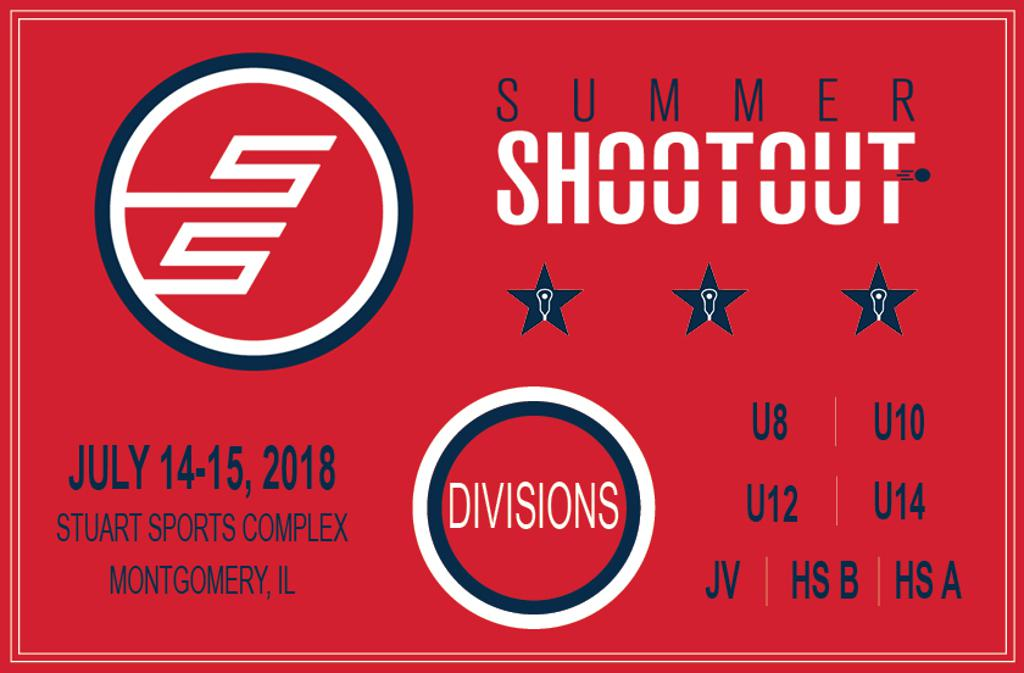 SS
SUMMER
SHOOTOUT
JULY 14-15, 2018
STUART SPORTS COMPLEX
MONTGOMERY, IL
DIVISIONS
U8 | U10
U12 | U14
JV | HS B | HS A